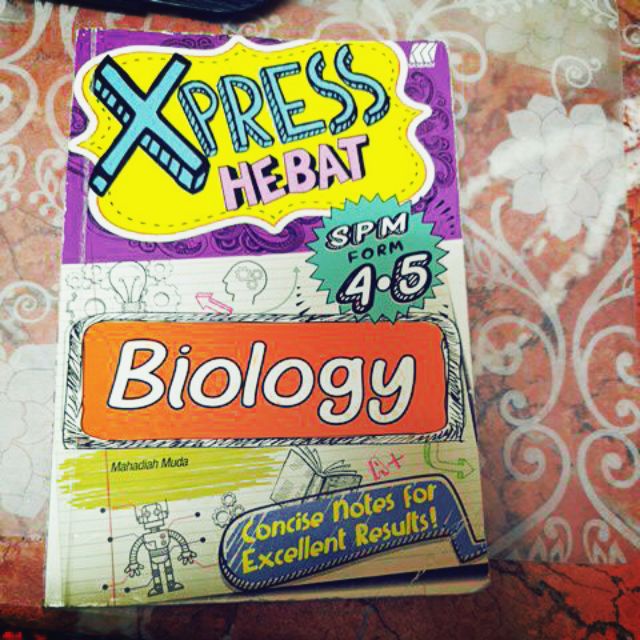 XPRESS
HEBAT
SPM
FORM
4•5
Biology
Mahadiah Muda
A+
Concise Notes for
Excellent Results!